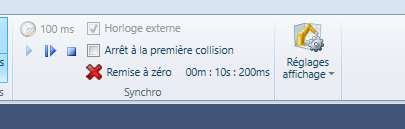 100 ms
Horloge externe
Arrêt à la première collision
Remise à zéro 00m : 10s : 200ms
Synchro
Réglages
affichage